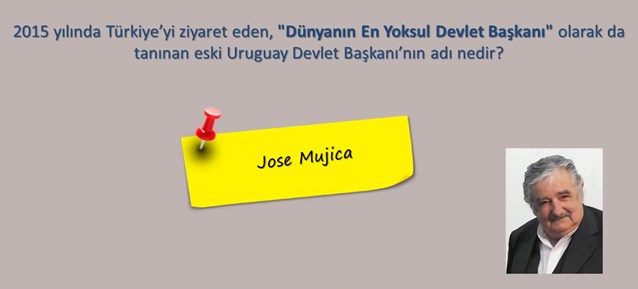 2015 yılında Türkiye’yi ziyaret eden, "Dünyanın En Yoksul Devlet Başkanı" olarak da
tanınan eski Uruguay Devlet Başkanı’nın adı nedir?
Jose Mujica